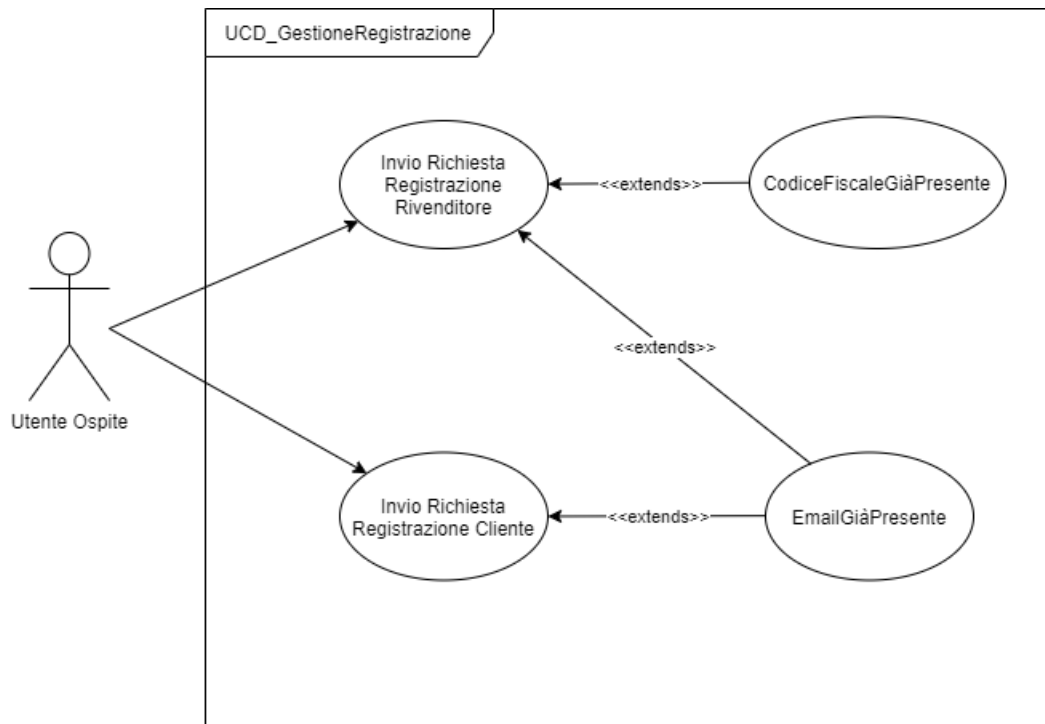 UCD_GestioneRegistrazione
Invio Richiesta
Registrazione
Rivenditore
<<extends>>
CodiceFiscaleGiàPresente
<<extends>>
Utente Ospite
Invio Richiesta
Registrazione Cliente
<<extends>>
EmailGiàPresente